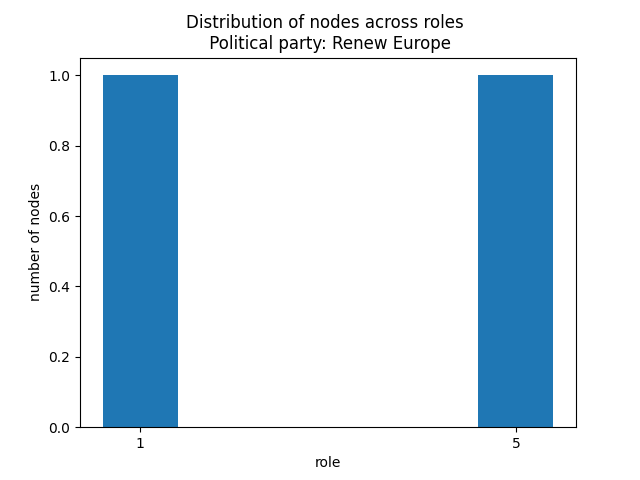 Distribution of nodes across roles
Political party: Renew Europe
number of nodes
1.0
0.8
0.6
0.4
0.2
0.0
1
5
role